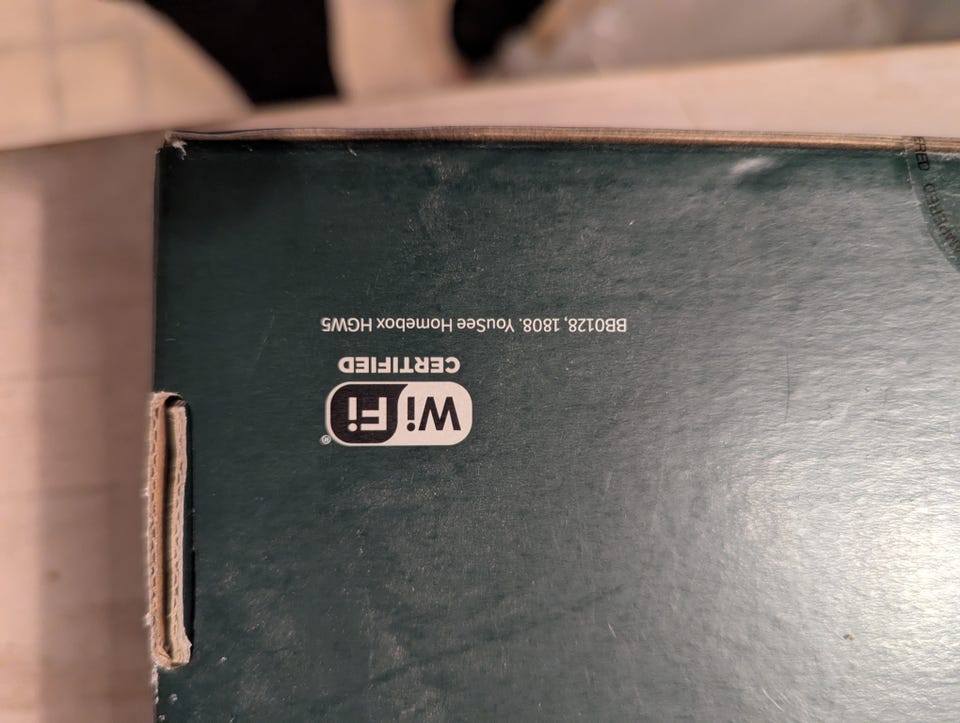 Wi Fi®
CERTIFIED
BB0128, 1808. YouSee Homebox HGW5